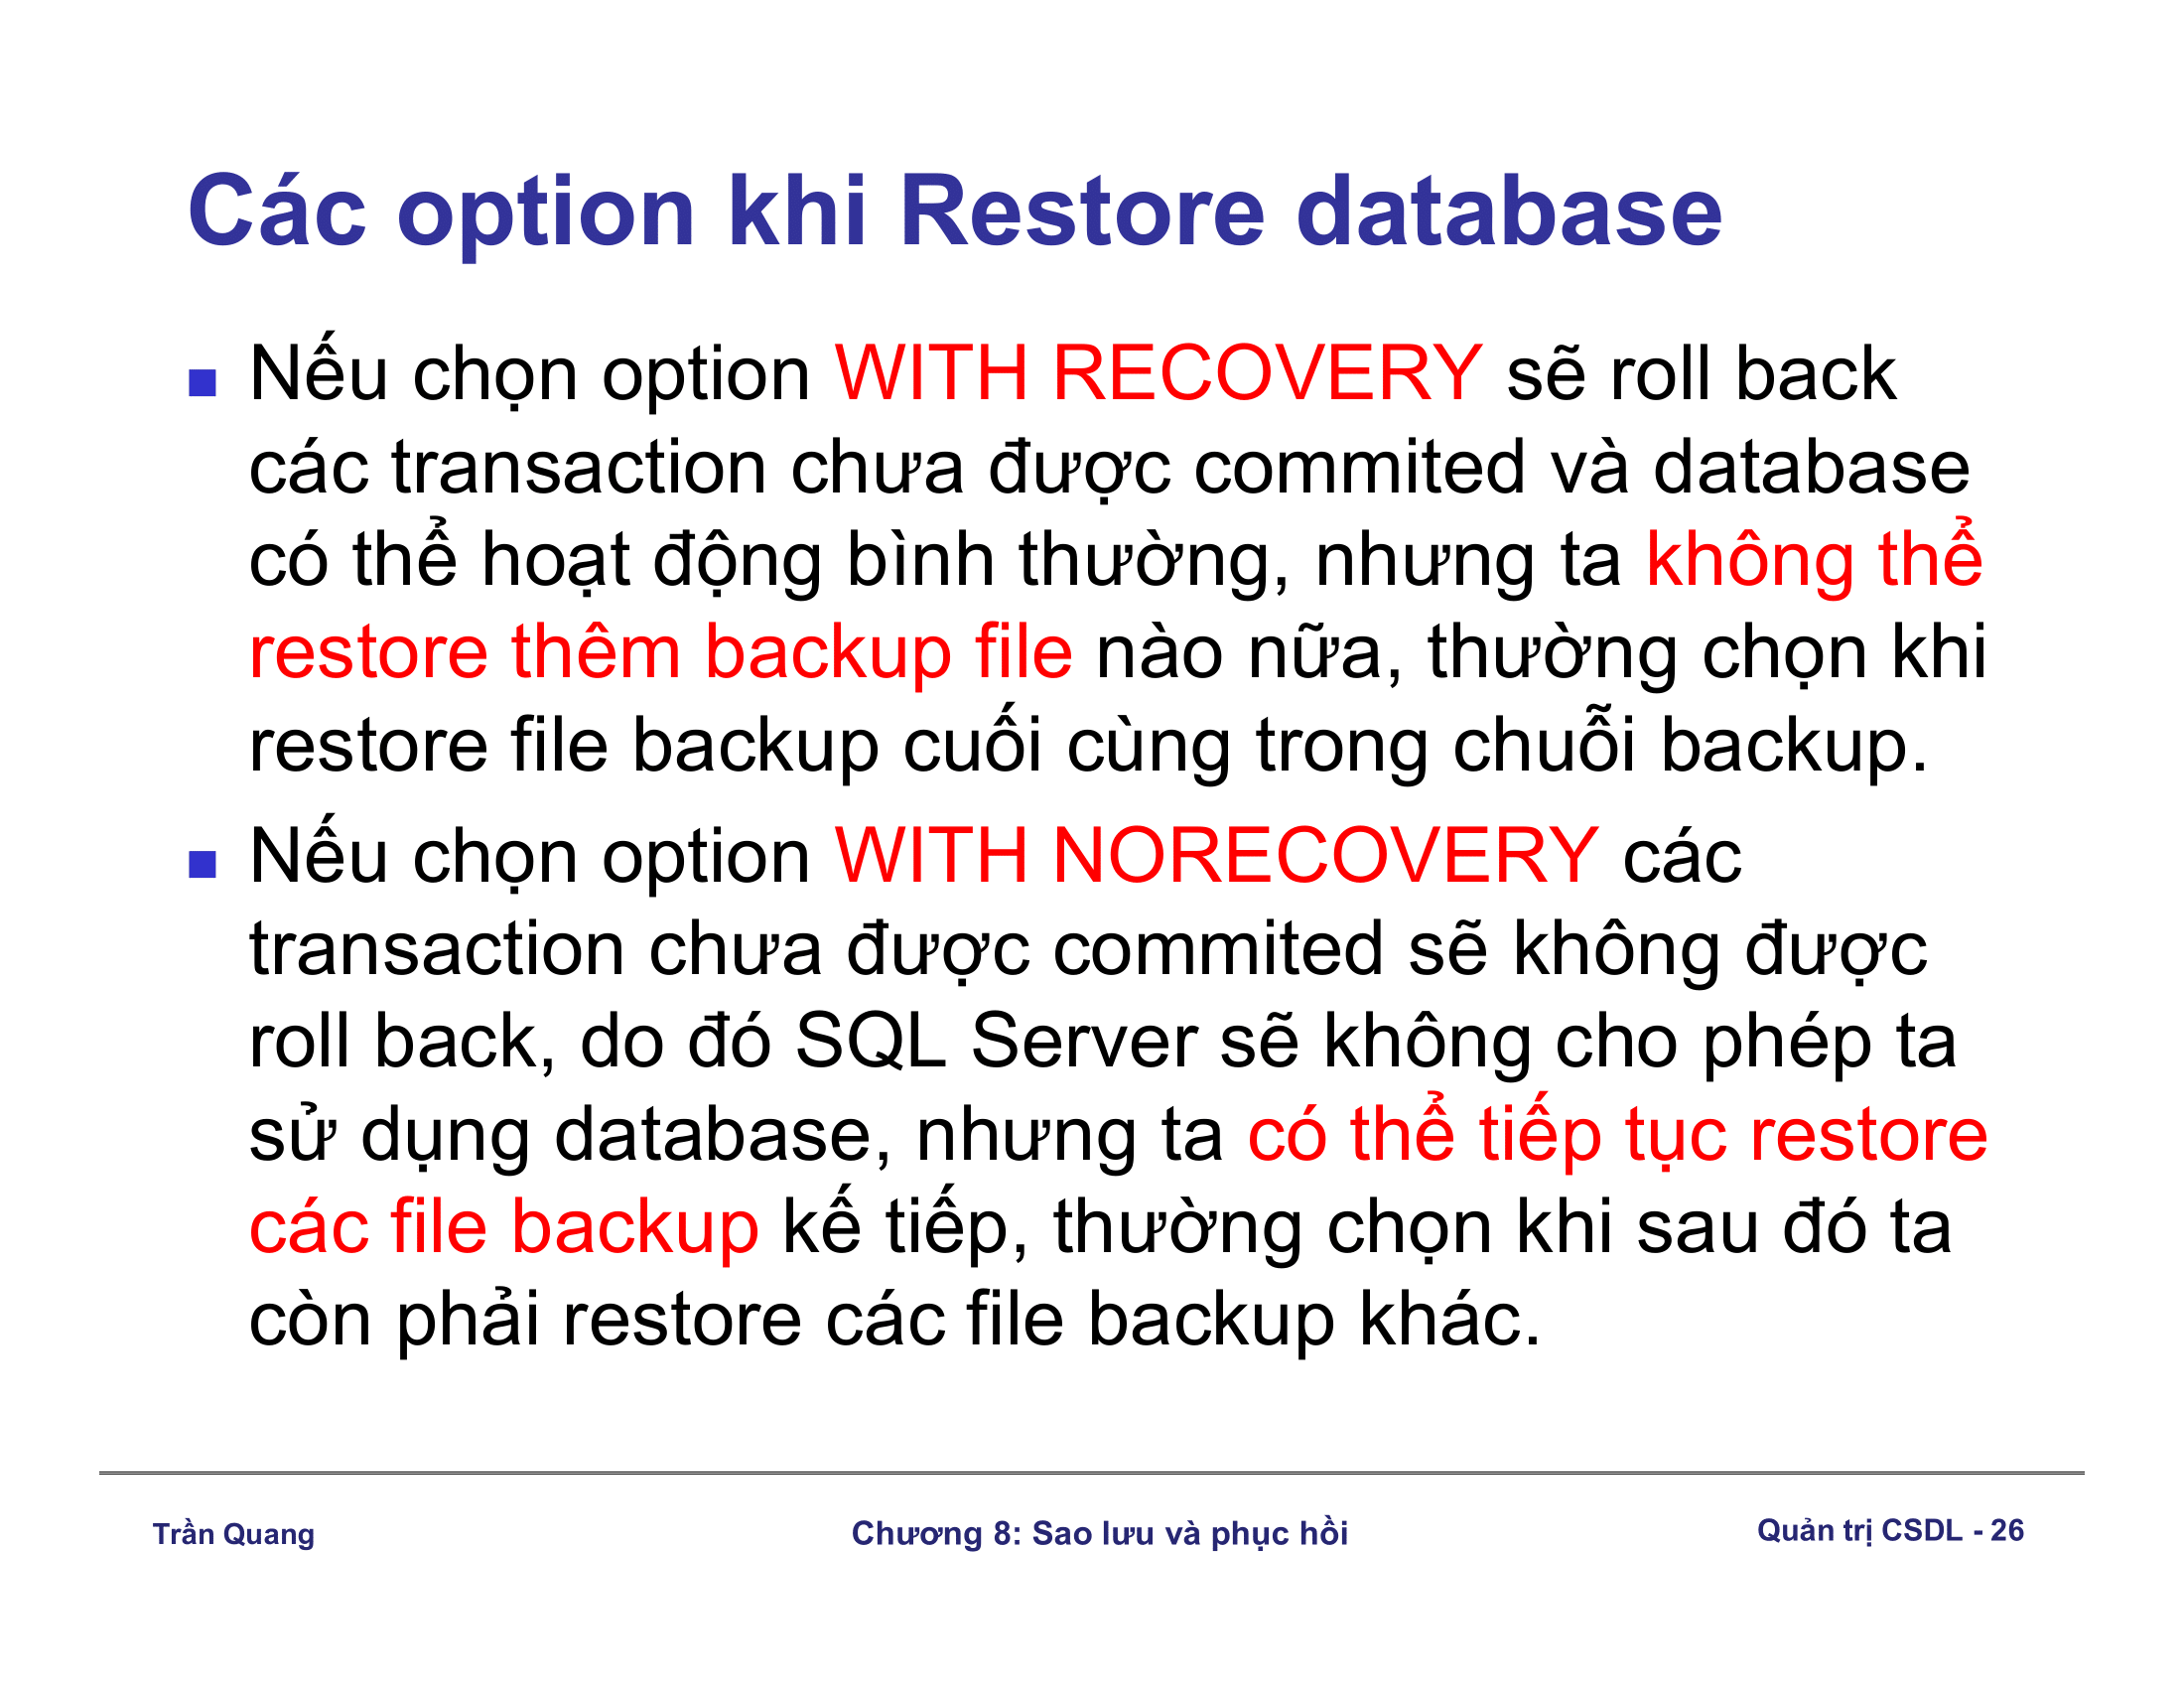 Các option khi Restore database
Nếu chọn option WITH RECOVERY sẽ roll back
các transaction chưa được commited và database
có thể hoạt động bình thường, nhưng ta không thể
restore thêm backup file nào nữa, thường chọn khi
restore file backup cuối cùng trong chuỗi backup.
Nếu chọn option WITH NORECOVERY các
transaction chưa được commited sẽ không được
roll back, do đó SQL Server sẽ không cho phép ta
sử dụng database, nhưng ta có thể tiếp tục restore
các file backup kế tiếp, thường chọn khi sau đó ta
còn phải restore các file backup khác.
Trần Quang
Chương 8: Sao lưu và phục hồi
Quản trị CSDL - 26